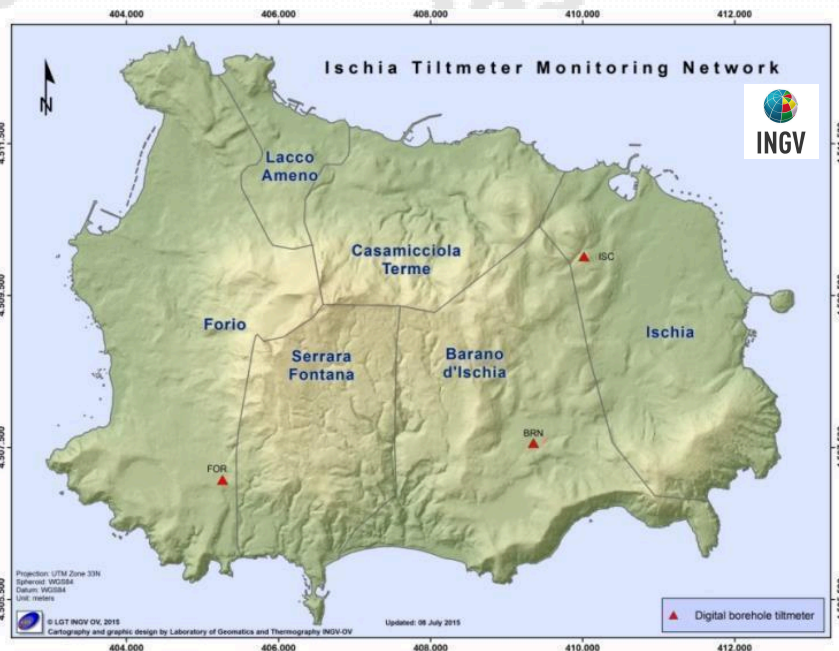 404.000 406.000 408.000 410.000 412.000
Ischia Tiltmeter Monitoring Network
N
INGV
Lacco
Ameno
ISC
Casamicciola
Terme
Forio
Ischia
Serrara
Fontana
Barano
d'Ischia
BRN
FOR
Projection: UTM Zone 33N
Spheroid: WGS84
Datum: WGS84
Unit: meters
© LGT INGV OV, 2015
Cartography and graphic design by Laboratory of Geomatics and Thermography INGV-OV
Updated: 08 July 2015
Digital borehole tiltmeter
404.000 406.000 408.000 410.000 412.000